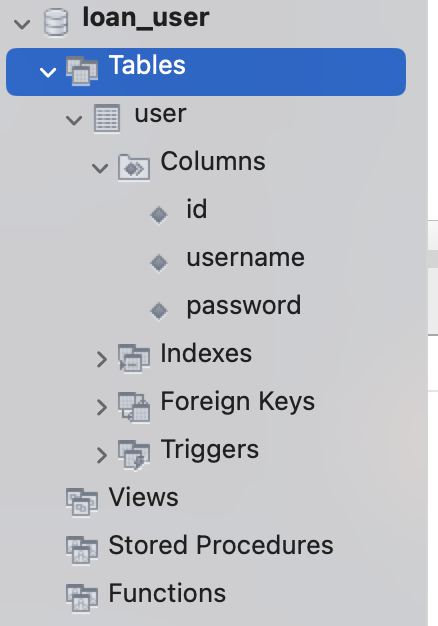 loan_user
Tables
user
Columns
id
username
password
Indexes
Foreign Keys
Triggers
Views
Stored Procedures
Functions